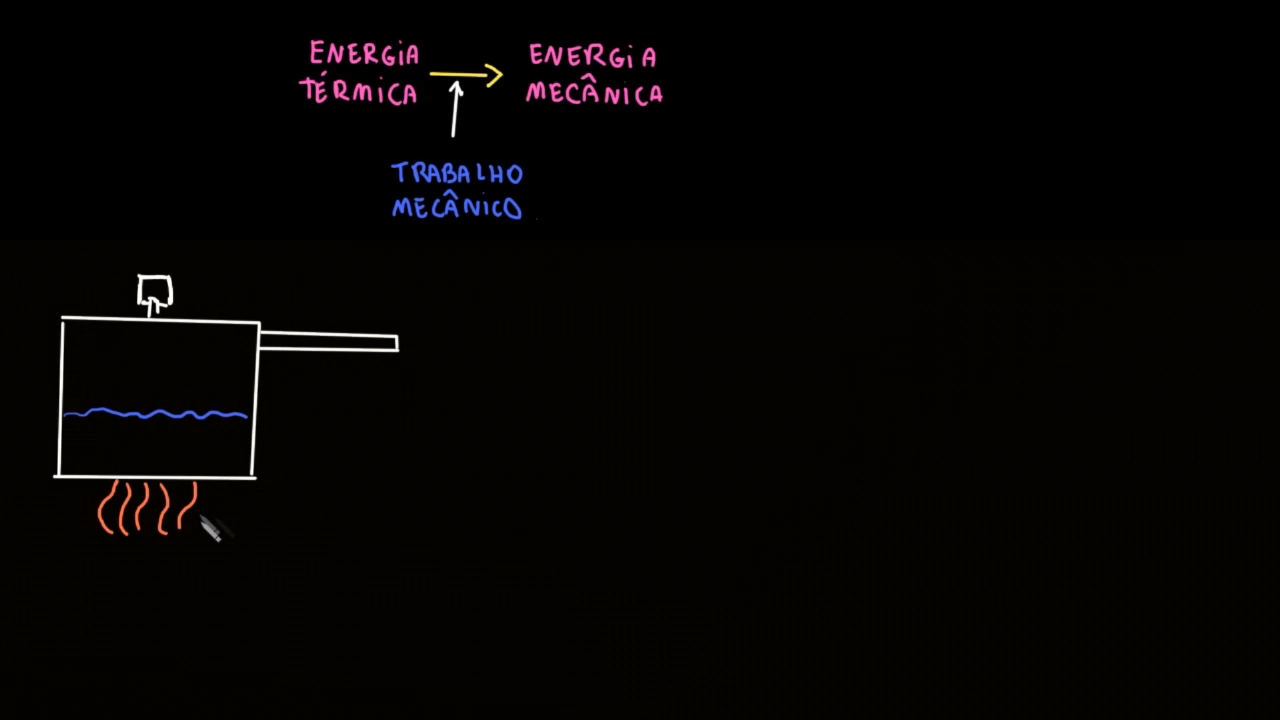 ENERGIA
TÉRMICA
ENERGIA
MECÂNICA
TRABALHO
MECÂNICO